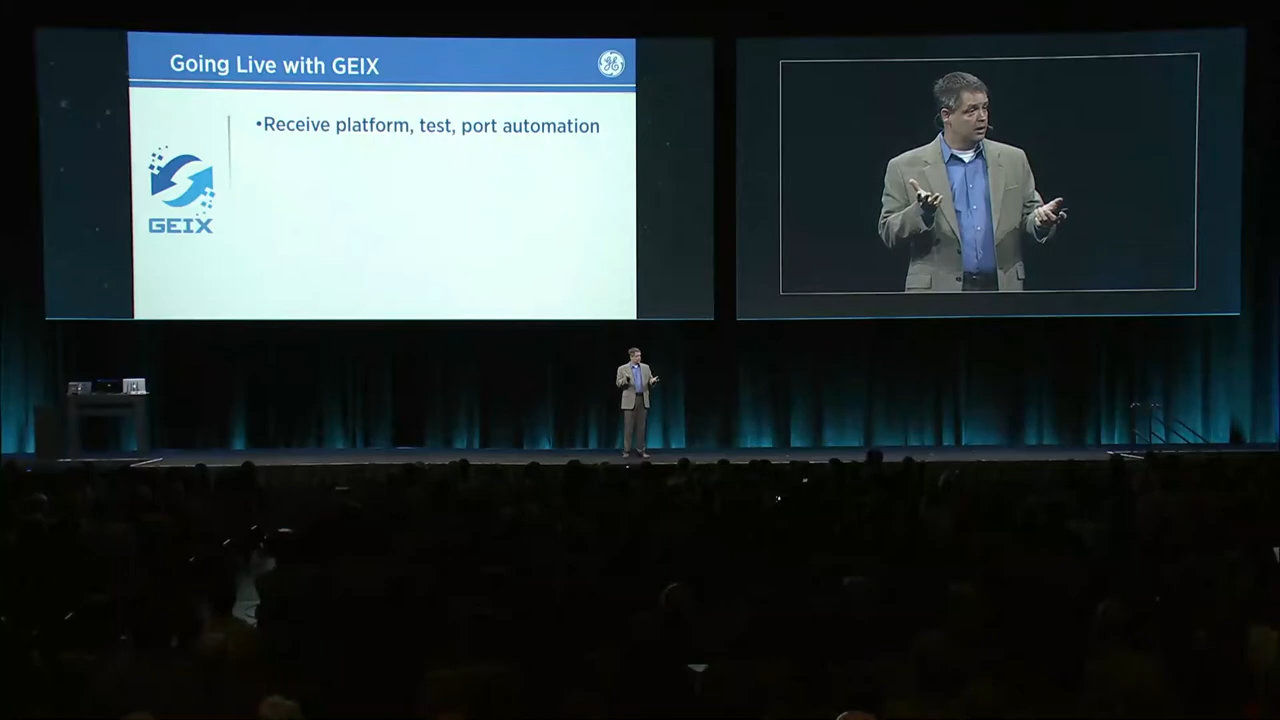 Going Live with GEIX
•Receive platform, test, port automation
GEIX